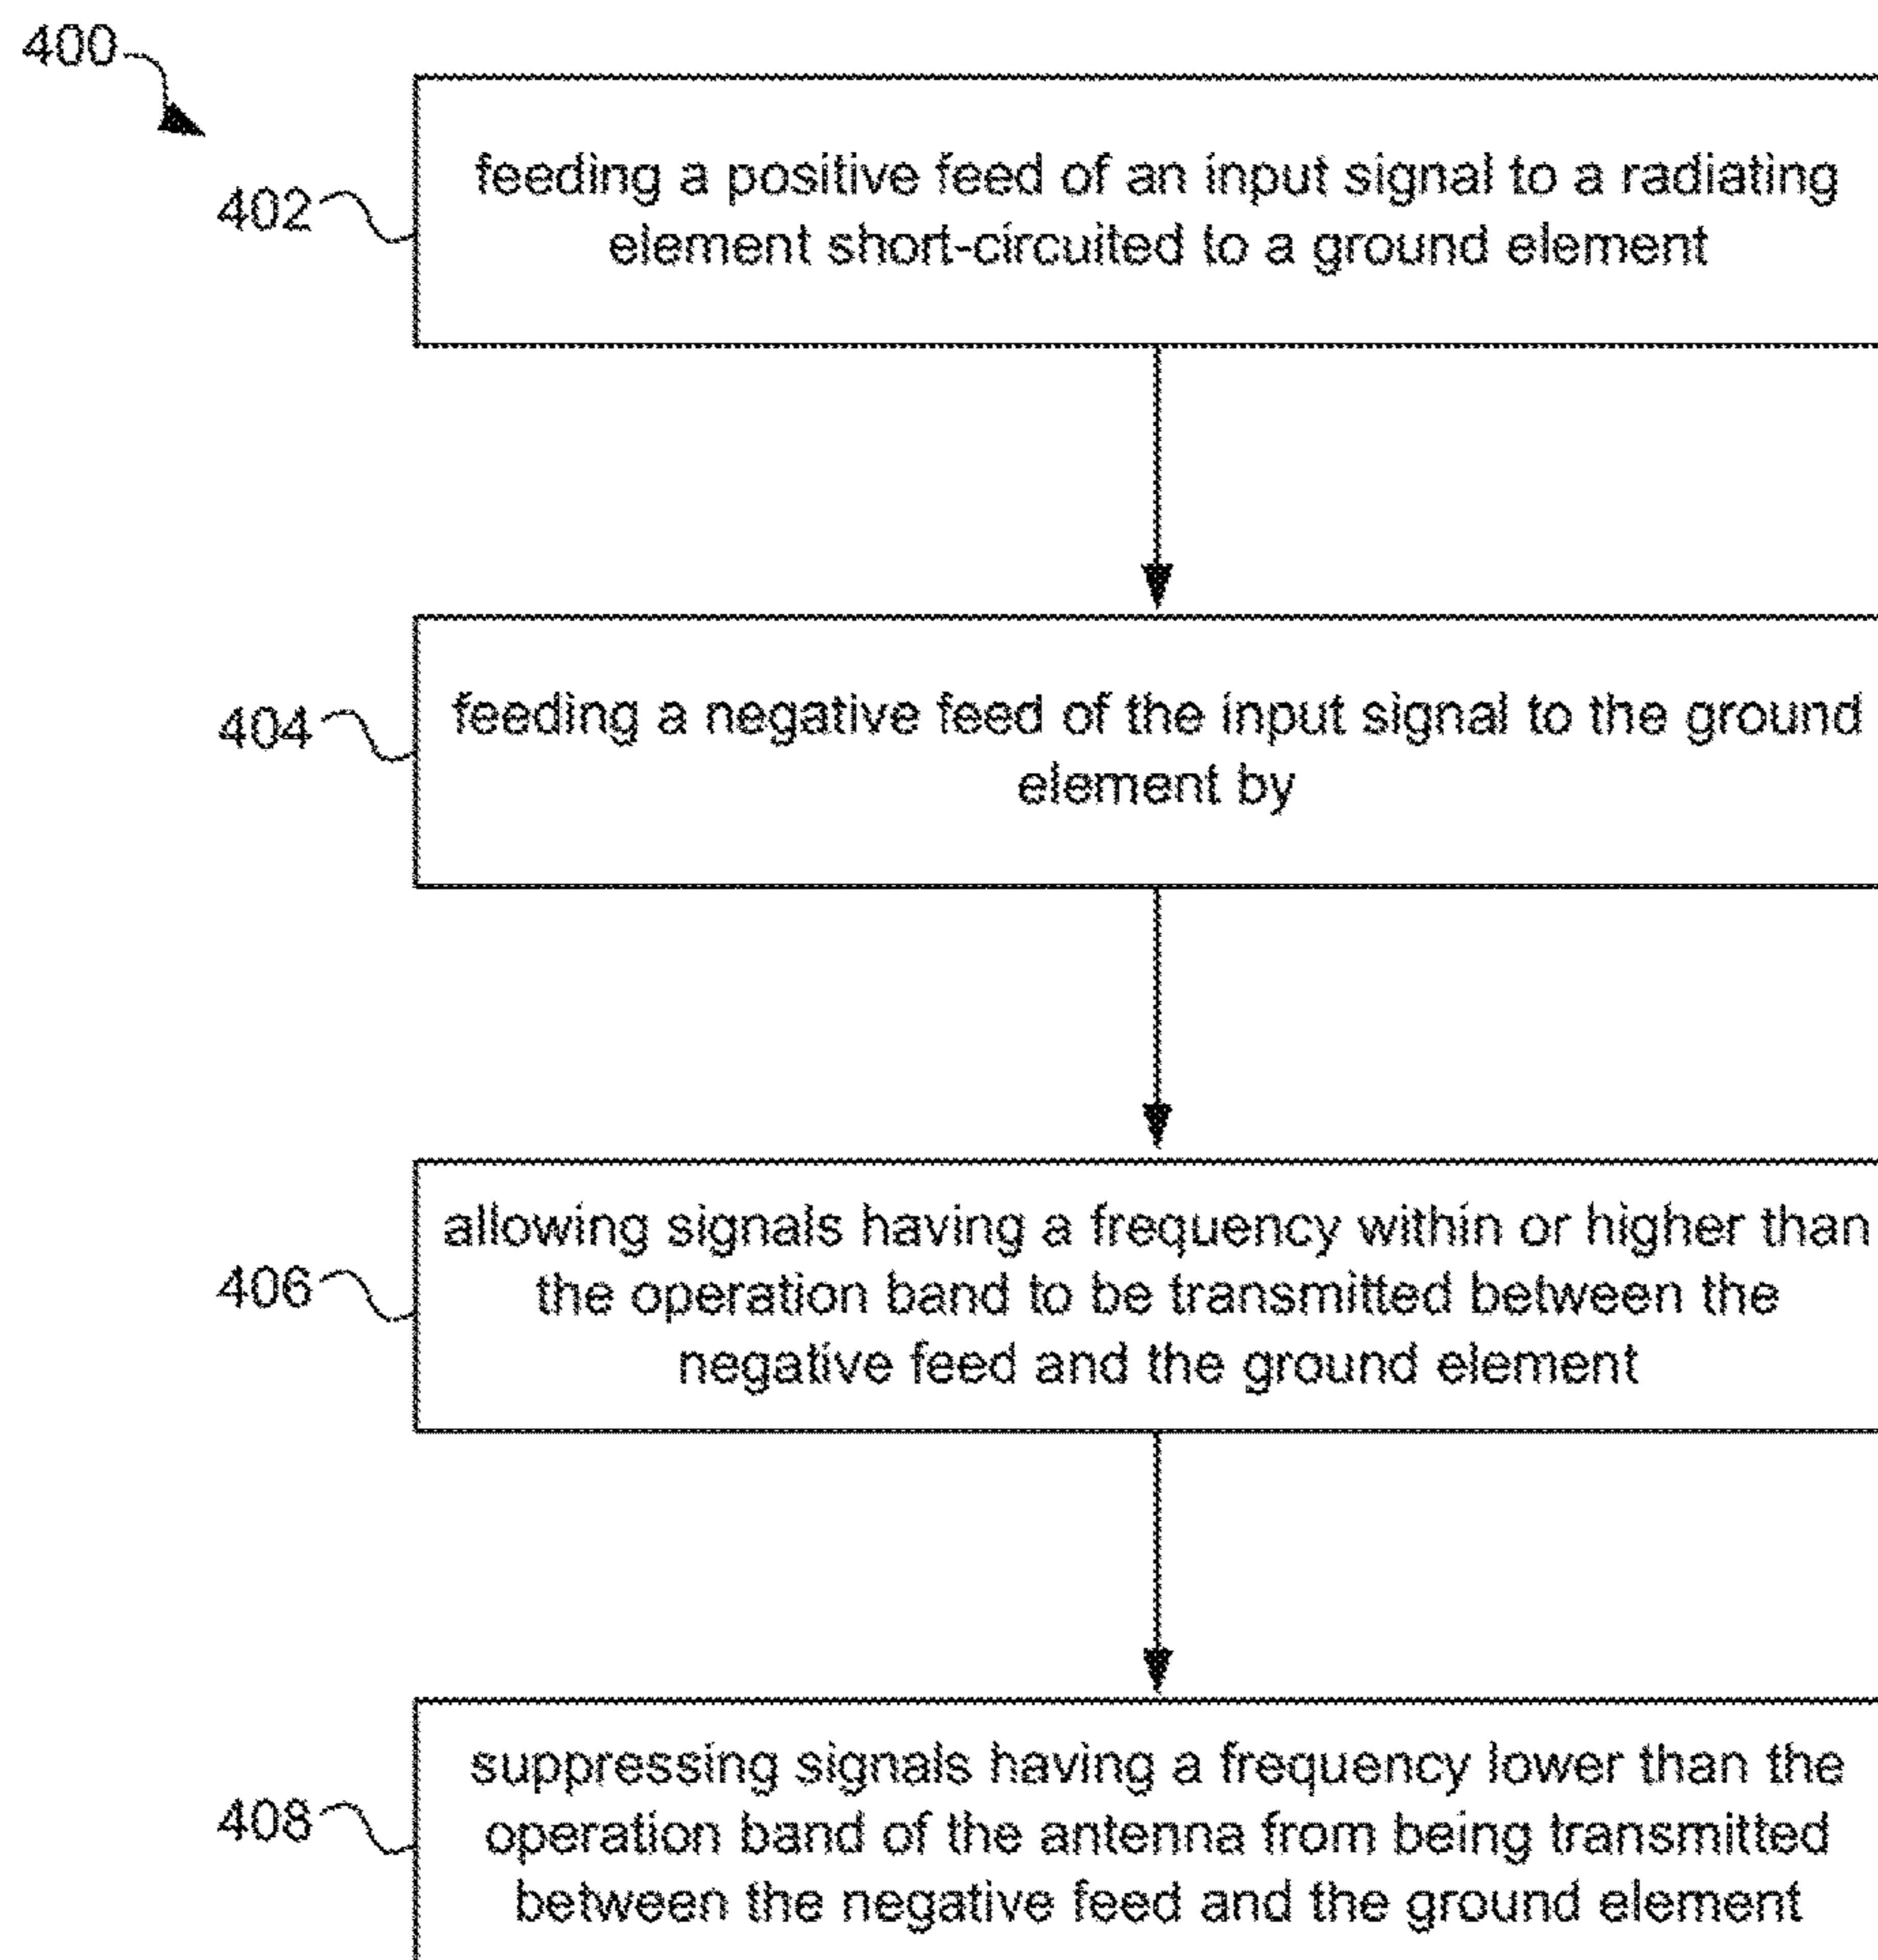 400
402
feeding a positive feed of an input signal to a radiating
element short-circuited to a ground element
404
feeding a negative feed of the input signal to the ground
element by
406
allowing signals having a frequency within or higher than
the operation band to be transmitted between the
negative feed and the ground element
408
suppressing signals having a frequency lower than the
operation band of the antenna from being transmitted
between the negative feed and the ground element